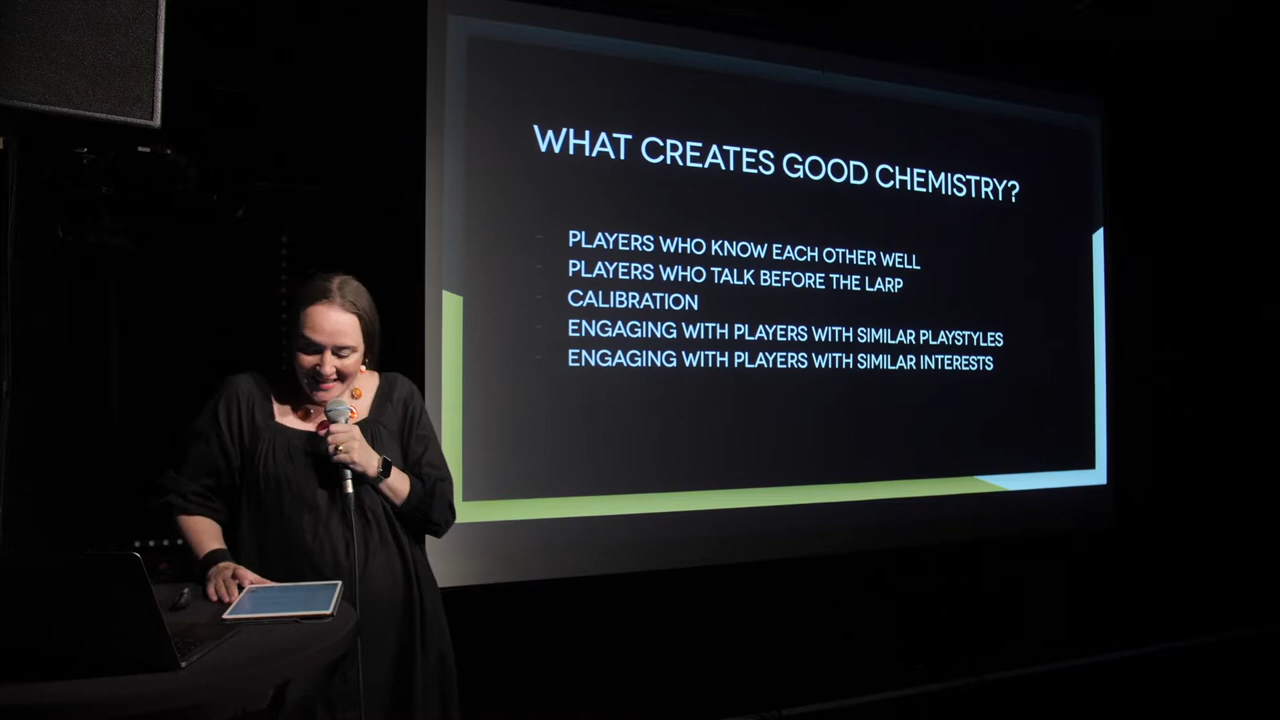 WHAT CREATES GOOD CHEMISTRY?
PLAYERS WHO KNOW EACH OTHER WELL
PLAYERS WHO TALK BEFORE THE LARP
CALIBRATION
ENGAGING WITH PLAYERS WITH SIMILAR PLAYSTYLES
ENGAGING WITH PLAYERS WITH SIMILAR INTERESTS